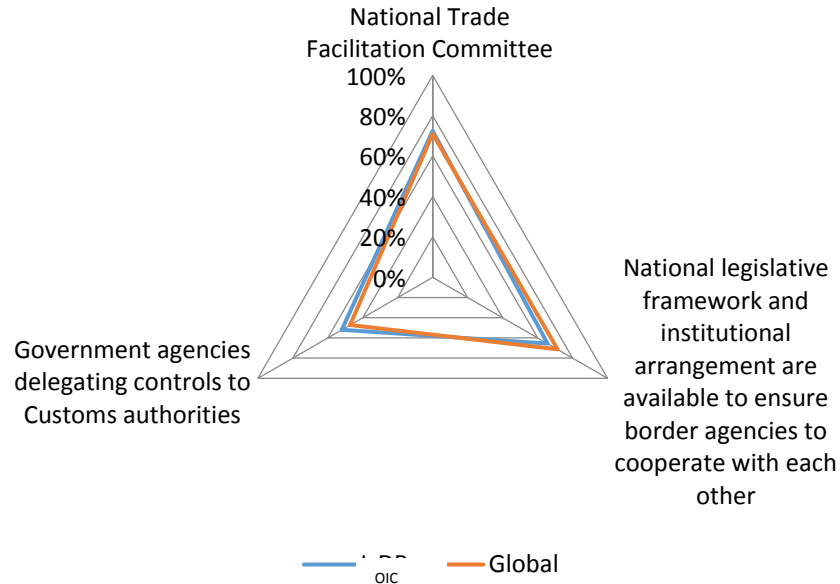 National Trade
Facilitation Committee
100%
80%
60%
40%
20%
0%
National legislative
framework and
institutional
arrangement are
available to ensure
border agencies to
cooperate with each
other
Government agencies
delegating controls to
Customs authorities
OIC
Global